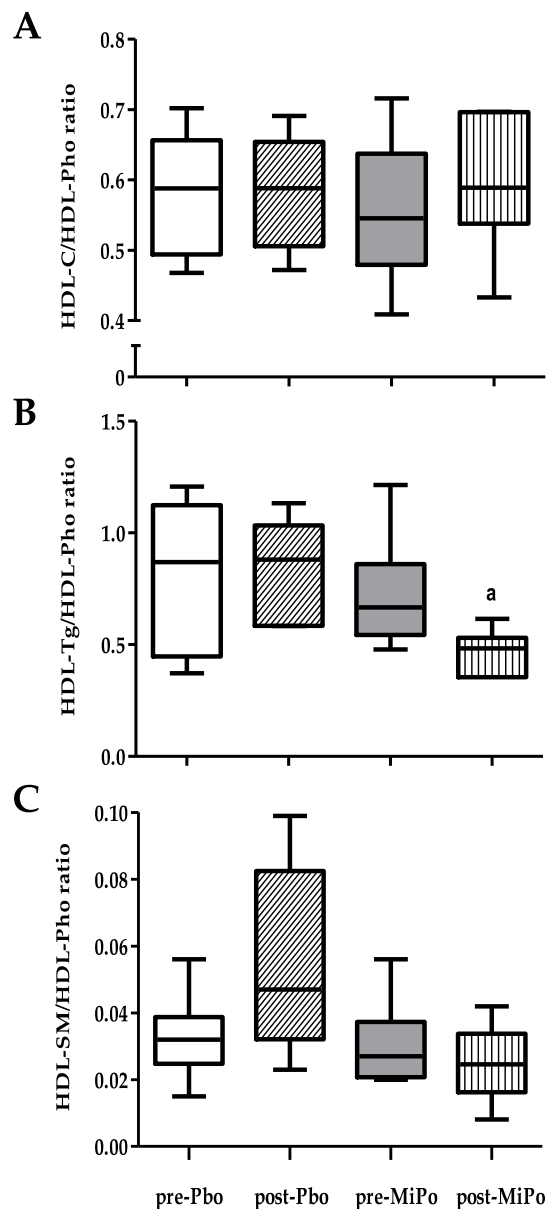 A
HDL-C/HDL-Pho ratio
0.8
0.7
0.6
0.5
0.4
0
B
HDL-Tg/HDL-Pho ratio
1.5
1.0
0.5
0.0
a
C
HDL-SM/HDL-Pho ratio
0.10
0.08
0.06
0.04
0.02
0.00
pre-Pbo post-Pbo pre-MiPo post-MiPo